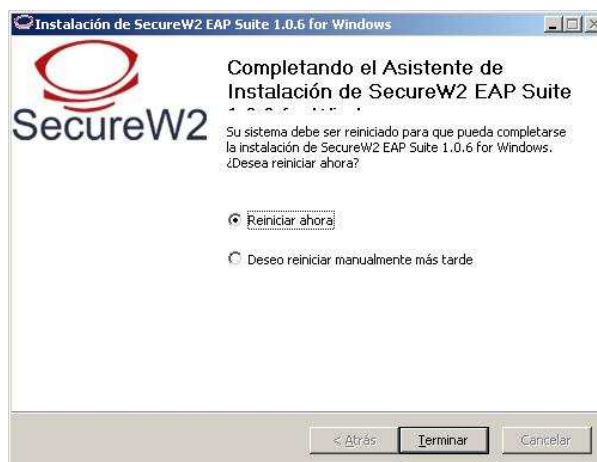 Instalación de SecureW2 EAP Suite 1.0.6 for Windows
SecureW2
Completando el Asistente de
Instalación de SecureW2 EAP Suite
Su sistema debe ser reiniciado para que pueda completarse
la instalación de SecureW2 EAP Suite 1.0.6 for Windows.
¿Desea reiniciar ahora?
Reiniciar ahora
Deseo reiniciar manualmente más tarde
< Atrás
Terminar
Cancelar